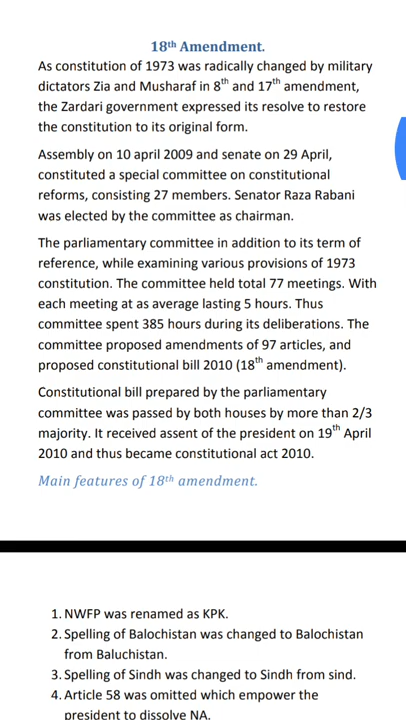 18th Amendment.
As constitution of 1973 was radically changed by military
dictators Zia and Musharaf in 8th and 17th amendment,
the Zardari government expressed its resolve to restore
the constitution to its original form.
Assembly on 10 april 2009 and senate on 29 April,
constituted a special committee on constitutional
reforms, consisting 27 members. Senator Raza Rabani
was elected by the committee as chairman.
The parliamentary committee in addition to its term of
reference, while examining various provisions of 1973
constitution. The committee held total 77 meetings. With
each meeting at as average lasting 5 hours. Thus
committee spent 385 hours during its deliberations. The
committee proposed amendments of 97 articles, and
proposed constitutional bill 2010 (18th amendment).
Constitutional bill prepared by the parliamentary
committee was passed by both houses by more than 2/3
majority. It received assent of the president on 19th April
2010 and thus became constitutional act 2010.
Main features of 18th amendment.
1. NWFP was renamed as KPK.
2. Spelling of Balochistan was changed to Balochistan
from Baluchistan.
3. Spelling of Sindh was changed to Sindh from sind.
4. Article 58 was omitted which empower the
president to dissolve NA.